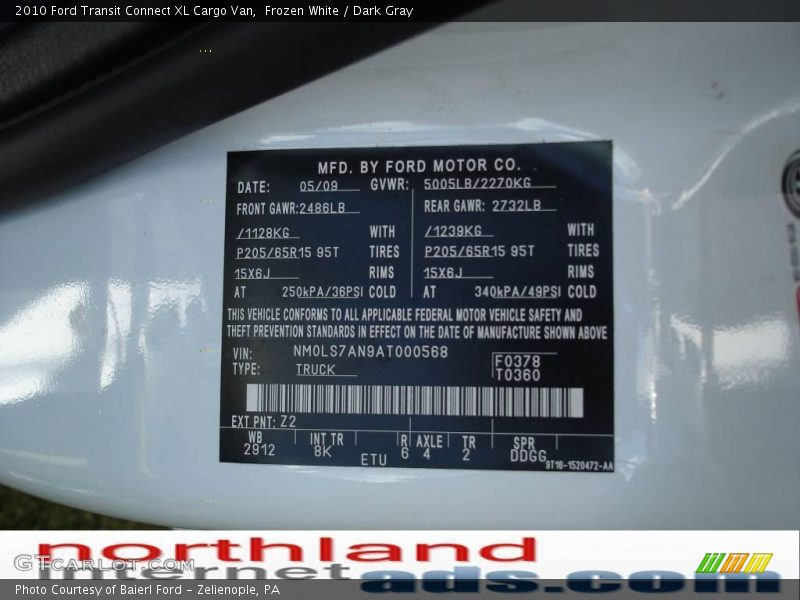 2010 Ford Transit Connect XL Cargo Van, Frozen White / Dark Gray
MFD. BY FORD MOTOR CO.
DATE: 05/09 GVWR: 5005LB/2270KG
FRONT GAWR:2486LB REAR GAWR: 2732LB
/1128KG WITH /1239KG WITH
P205/65R15 95T TIRES P205/65R15 95T TIRES
15X6J RIMS 15X6J RIMS
AT 250kPA/36PSI COLD AT 340kPA/49PSI COLD
THIS VEHICLE CONFORMS TO ALL APPLICABLE FEDERAL MOTOR VEHICLE SAFETY AND
THEFT PREVENTION STANDARDS IN EFFECT ON THE DATE OF MANUFACTURE SHOWN ABOVE
VIN: NM0LS7AN9AT000568 F0378
TYPE: TRUCK T0360
EXT PNT: Z2
WB INT TR R AXLE TR SPR
2912 8K ETU 6 4 2 DDGG
9T16-1520472-AA
northland
GTCarLot.com
internet ads.com
Photo Courtesy of Baierl Ford - Zelienople, PA